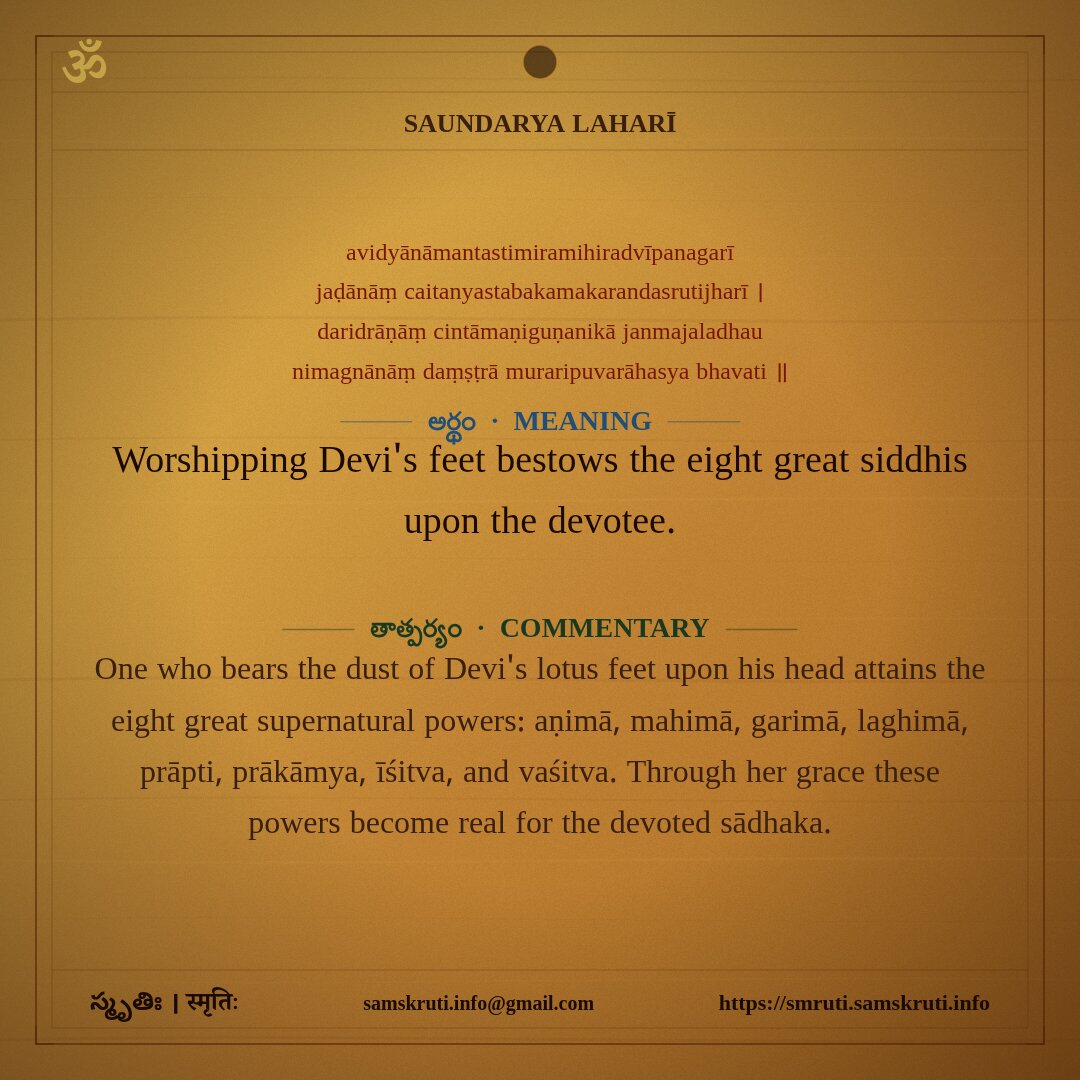 ॐ
SAUNDARYA LAHARĪ
avidyānāmantastimiramihiradvīpanagarī
jaḍānāṃ caitanyastabakamakarandasrutijharī |
daridrāṇāṃ cintāmaṇiguṇanikā janmajaladhau
nimagnānāṃ daṃṣṭrā muraripuvarāhasya bhavati ||
అర్థం · MEANING
Worshipping Devi's feet bestows the eight great siddhis
upon the devotee.
తాత్పర్యం · COMMENTARY
One who bears the dust of Devi's lotus feet upon his head attains the
eight great supernatural powers: aṇimā, mahimā, garimā, laghimā,
prāpti, prākāmya, īśitva, and vaśitva. Through her grace these
powers become real for the devoted sādhaka.
స్మృతిః | स्मृतिः samskruti.info@gmail.com https://smruti.samskruti.info